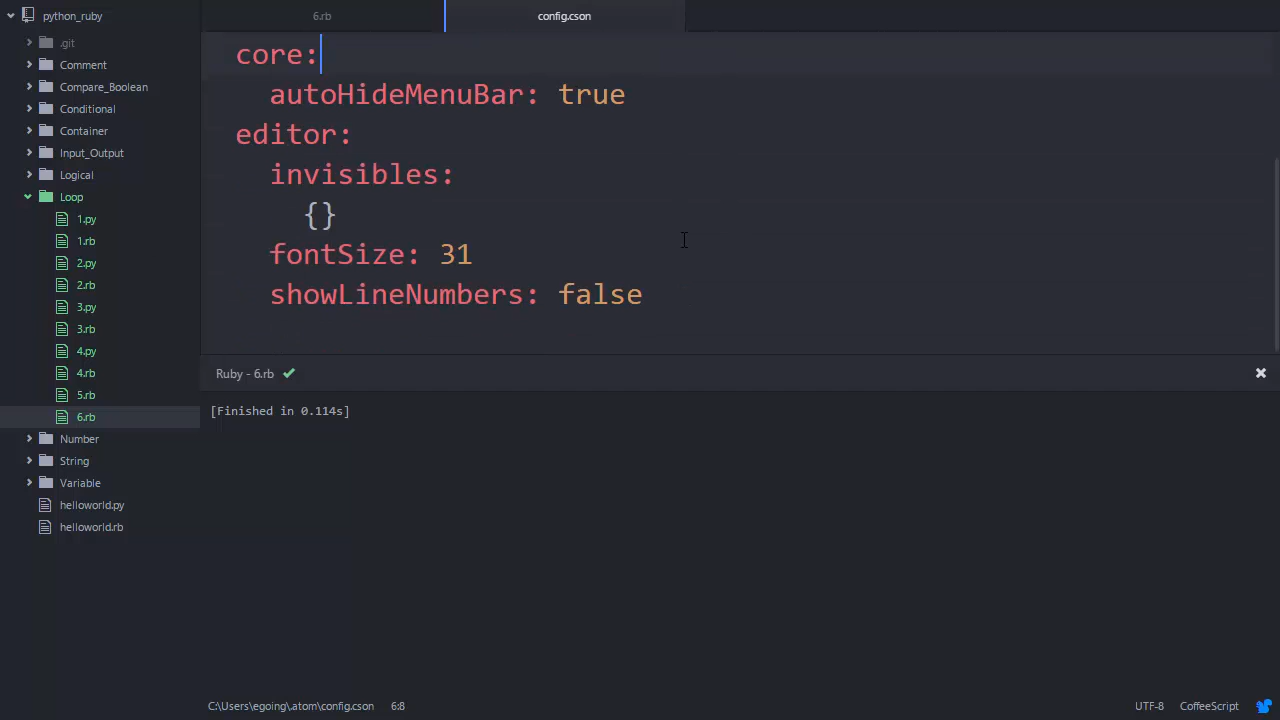 python_ruby
.git
Comment
Compare_Boolean
Conditional
Container
Input_Output
Logical
Loop
1.py
1.rb
2.py
2.rb
3.py
3.rb
4.py
4.rb
5.rb
6.rb
Number
String
Variable
helloworld.py
helloworld.rb
6.rb
config.cson
core:
autoHideMenuBar: true
editor:
invisibles:
{}
fontSize: 31
showLineNumbers: false
Ruby - 6.rb
[Finished in 0.114s]
C:\Users\egoing\.atom\config.cson 6:8
UTF-8 CoffeeScript